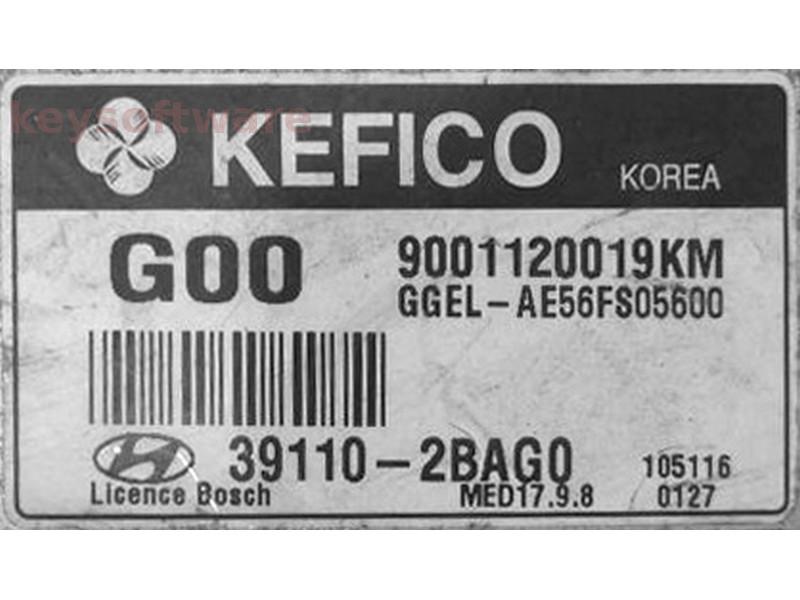 keysoftware
KEFICO
KOREA
G00
9001120019KM
GGEL-AE56FS05600
39110-2BAG0
105116
Licence Bosch
MED17.9.8
0127